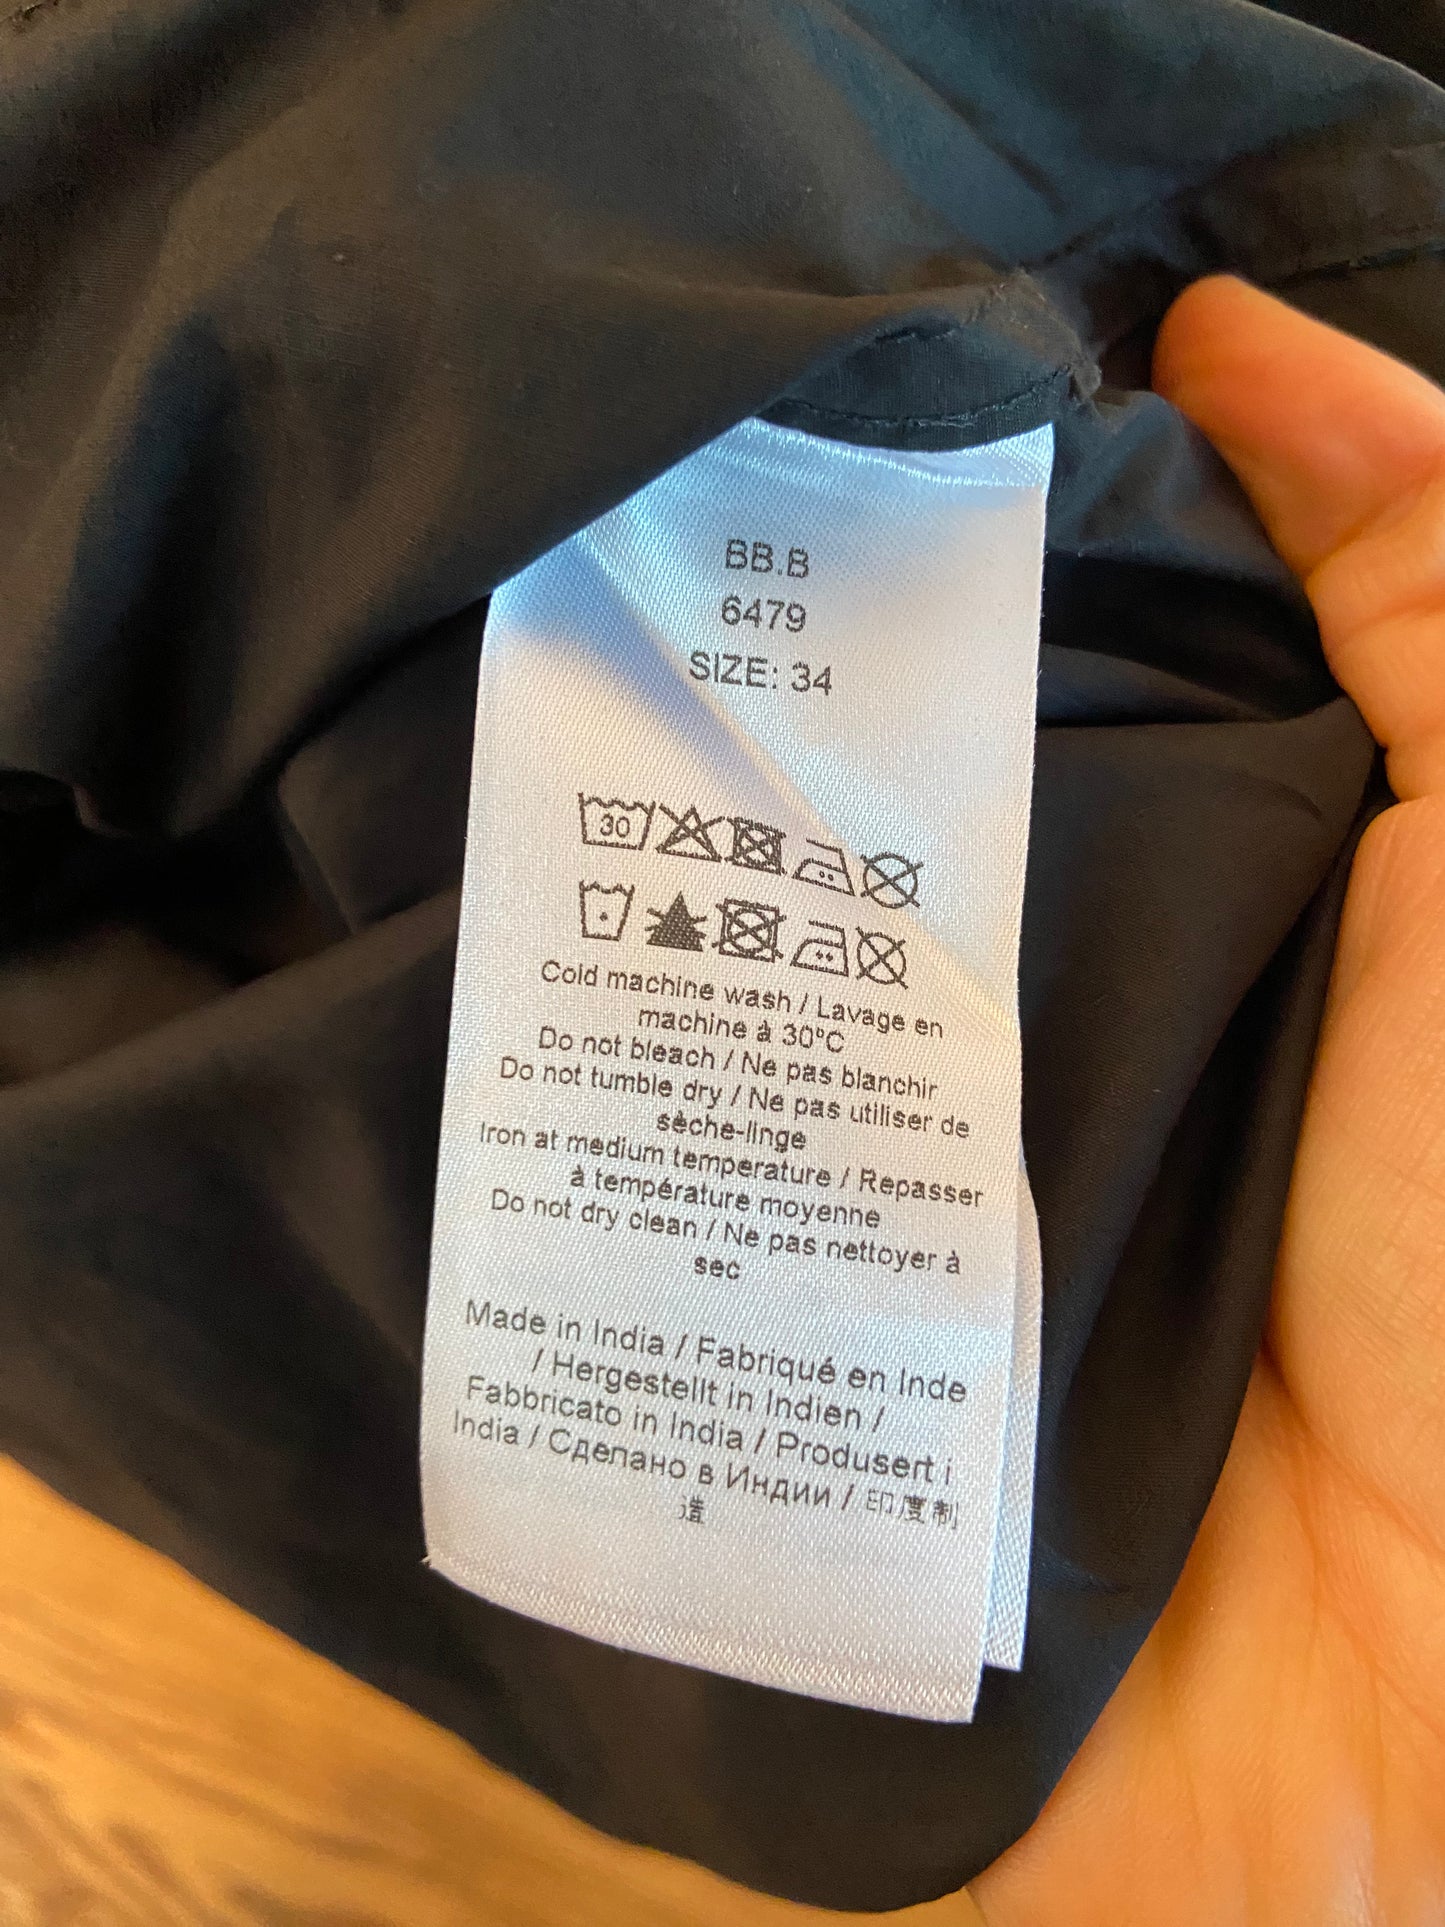 BB.B
6479
SIZE: 34
30
Cold machine wash / Lavage en
machine à 30ºC
Do not bleach / Ne pas blanchir
Do not tumble dry / Ne pas utiliser de
sèche-linge
Iron at medium temperature / Repasser
à température moyenne
Do not dry clean / Ne pas nettoyer à
sec
Made in India / Fabriqué en Inde
/ Hergestellt in Indien /
Fabbricato in India / Produsert i
India / Сделано в Индии / 印度制
造